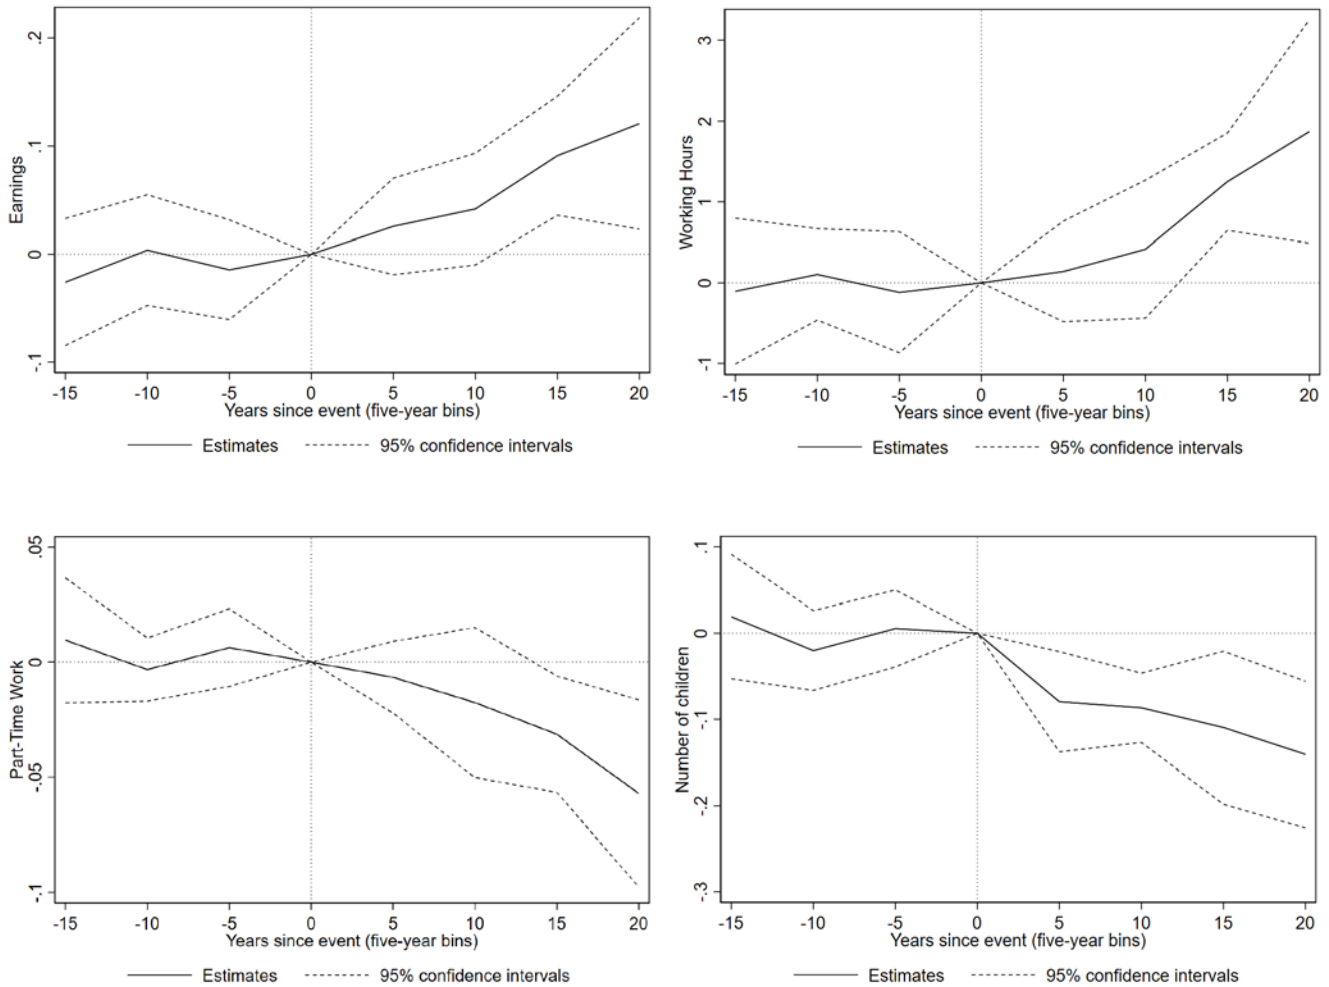 Earnings
.2
.1
0
-.1
-15 -10 -5 0 5 10 15 20
Years since event (five-year bins)
Estimates 95% confidence intervals
Working Hours
3
2
1
0
-1
-15 -10 -5 0 5 10 15 20
Years since event (five-year bins)
Estimates 95% confidence intervals
Part-Time Work
.05
0
-.05
-.1
-15 -10 -5 0 5 10 15 20
Years since event (five-year bins)
Estimates 95% confidence intervals
Number of children
.1
0
-.1
-.2
-.3
-15 -10 -5 0 5 10 15 20
Years since event (five-year bins)
Estimates 95% confidence intervals